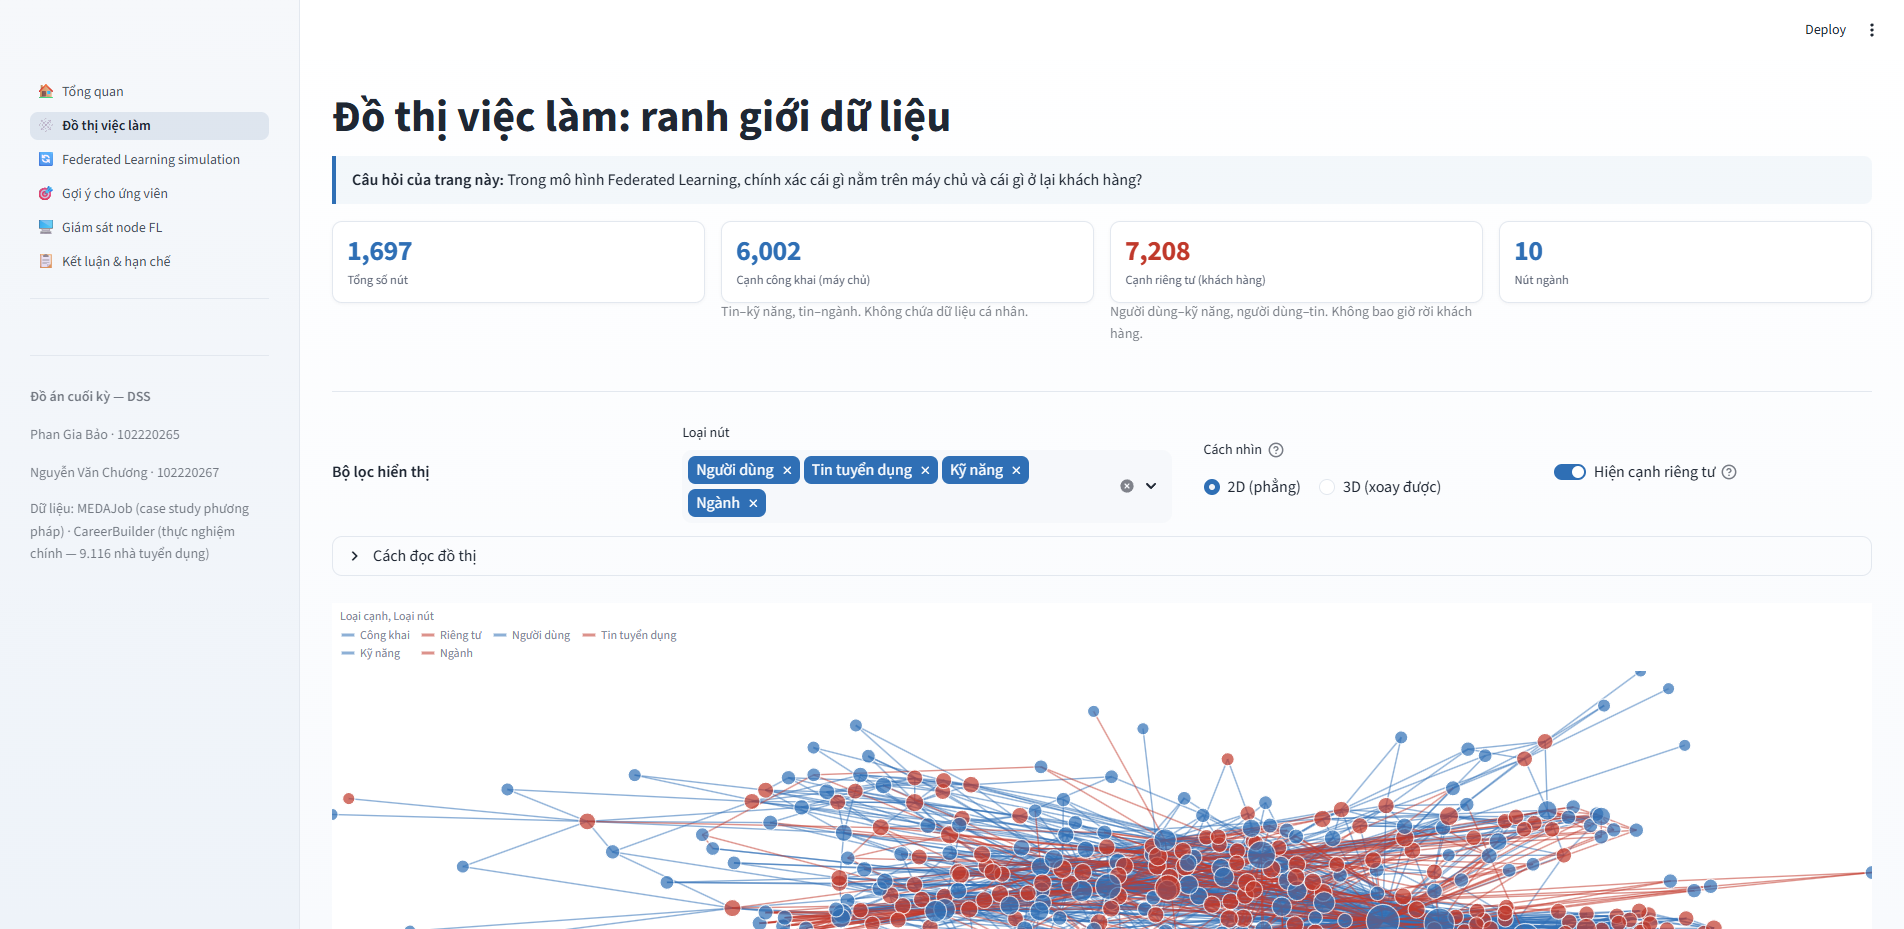 Deploy
Tổng quan
Đồ thị việc làm
Federated Learning simulation
Gợi ý cho ứng viên
Giám sát node FL
Kết luận & hạn chế
Đồ án cuối kỳ — DSS
Phan Gia Bảo · 102220265
Nguyễn Văn Chương · 102220267
Dữ liệu: MEDAJob (case study phương
pháp) · CareerBuilder (thực nghiệm
chính — 9.116 nhà tuyển dụng)
Đồ thị việc làm: ranh giới dữ liệu
Câu hỏi của trang này: Trong mô hình Federated Learning, chính xác cái gì nằm trên máy chủ và cái gì ở lại khách hàng?
1,697
Tổng số nút
6,002
Cạnh công khai (máy chủ)
Tin–kỹ năng, tin–ngành. Không chứa dữ liệu cá nhân.
7,208
Cạnh riêng tư (khách hàng)
Người dùng–kỹ năng, người dùng–tin. Không bao giờ rời khách
hàng.
10
Nút ngành
Bộ lọc hiển thị
Loại nút
Người dùng × Tin tuyển dụng × Kỹ năng ×
Ngành ×
Cách nhìn
2D (phẳng) 3D (xoay được)
Hiện cạnh riêng tư
Cách đọc đồ thị
Loại cạnh, Loại nút
Công khai Riêng tư Người dùng Tin tuyển dụng
Kỹ năng Ngành